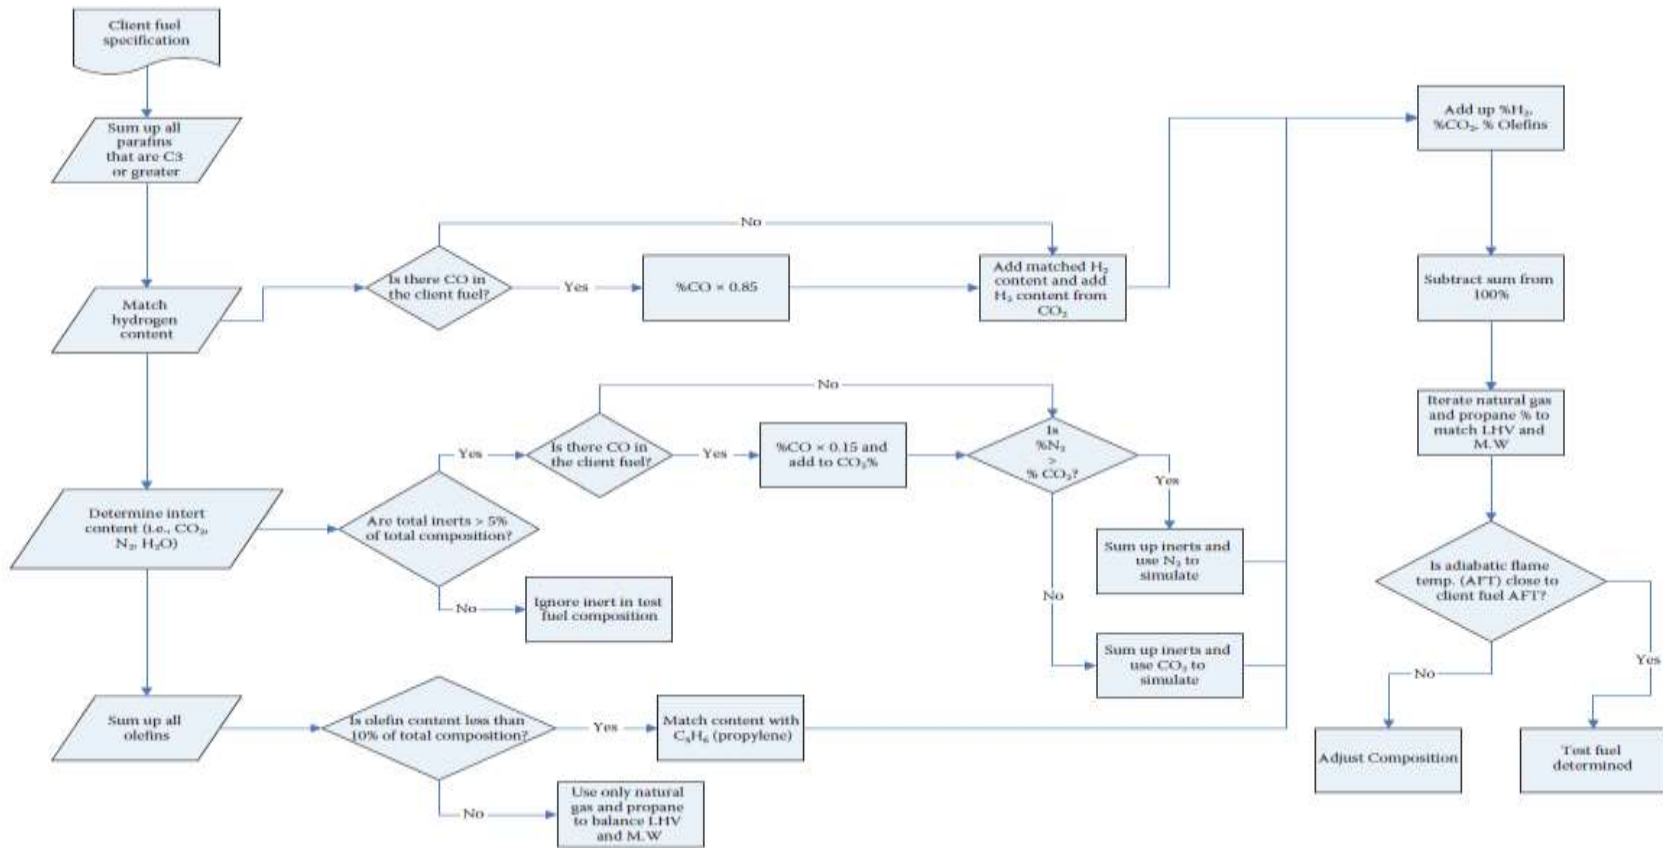 Client fuel
specification
Sum up all
parafins
that are C3
or greater
Match
hydrogen
content
Is there CO in
the client fuel?
No
Yes
%CO × 0.85
Add matched H₂
content and add
H₂ content from
CO₂
Determine intert
content (i.e., CO₂,
N₂, H₂O)
Are total inerts > 5%
of total composition?
Yes
No
Ignore inert in test
fuel composition
Is there CO in
the client fuel?
No
Yes
%CO × 0.15 and
add to CO₂%
Is
%N₂
>
% CO₂?
Yes
No
Sum up inerts and
use N₂ to
simulate
Sum up inerts and
use CO₂ to
simulate
Sum up all
olefins
Is olefin content less than
10% of total composition?
Yes
No
Match content with
C₃H₆ (propylene)
Use only natural
gas and propane
to balance LHV
and M.W
Add up %H₂,
%CO₂, % Olefins
Subtract sum from
100%
Iterate natural gas
and propane % to
match LHV and
M.W
Is adiabatic flame
temp. (AFT) close to
client fuel AFT?
No
Yes
Adjust Composition
Test fuel
determined